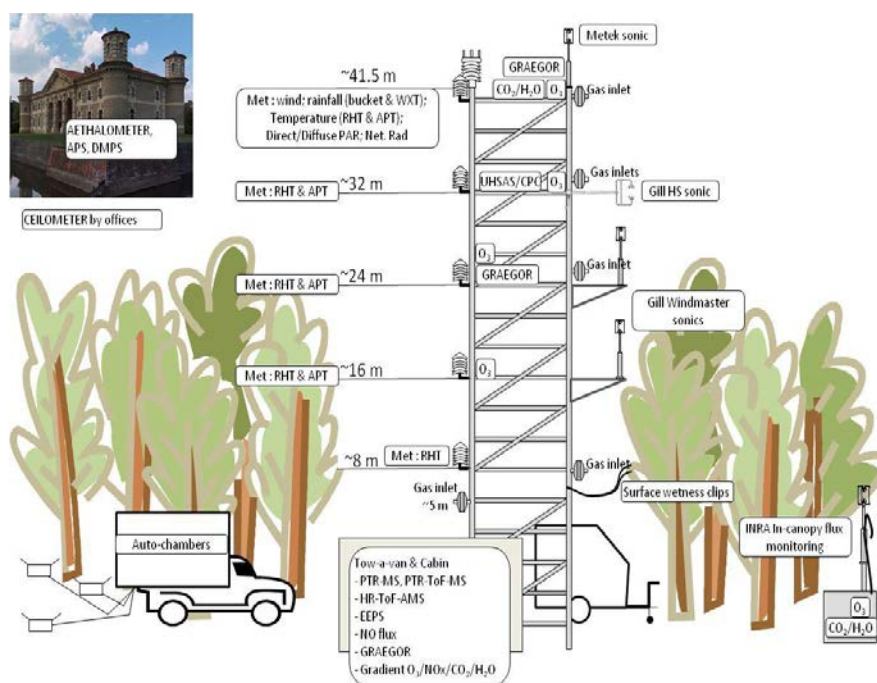 Metek sonic
GRAEGOR
~41.5 m
CO₂/H₂O
O₃
Gas inlet
Met : wind; rainfall (bucket & WXT);
Temperature (RHT & APT);
Direct/Diffuse PAR; Net. Rad
AETHALOMETER,
APS, DMPS
Gas inlets
~32 m
UHSAS/CPC
O₃
Met : RHT & APT
Gill HS sonic
CEILOMETER by offices
O₃
~24 m
GRAEGOR
Gas inlet
Met : RHT & APT
Gill Windmaster
sonics
~16 m
O₃
Met : RHT & APT
~8 m
Met : RHT
Gas inlet
Gas inlet
~5 m
Surface wetness clips
Auto-chambers
INRA In-canopy flux
monitoring
Tow-a-van & Cabin
- PTR-MS, PTR-ToF-MS
- HR-ToF-AMS
- EEPS
- NO flux
- GRAEGOR
- Gradient O₃/NOx/CO₂/H₂O
O₃
CO₂/H₂O